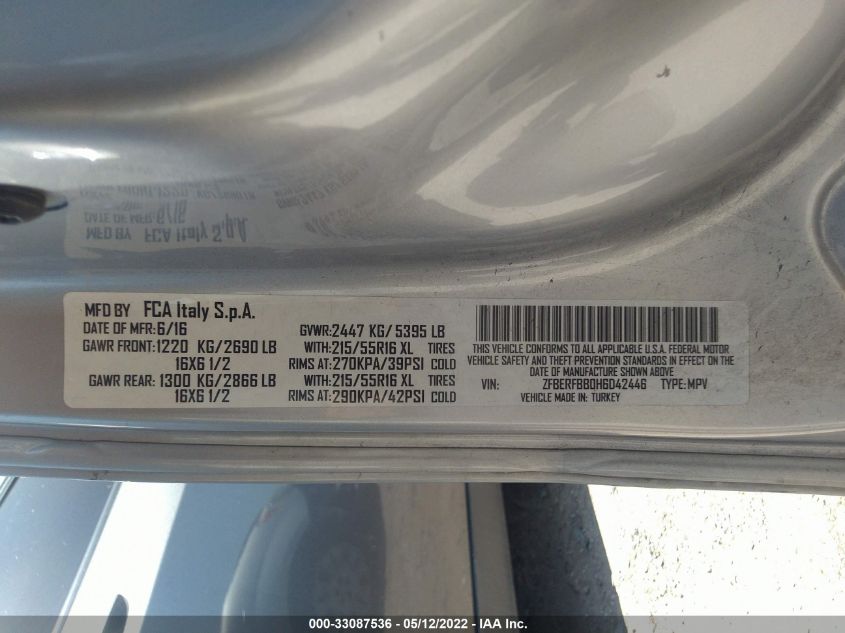 MFD BY FCA Italy S.p.A.
DATE OF MFR:6/16 GVWR:2447 KG/5395 LB
GAWR FRONT:1220 KG/2690 LB WITH:215/55R16 XL TIRES
16X6 1/2 RIMS AT:270KPA/39PSI COLD
GAWR REAR:1300 KG/2866 LB WITH:215/55R16 XL TIRES
16X6 1/2 RIMS AT:290KPA/42PSI COLD
THIS VEHICLE CONFORMS TO ALL APPLICABLE U.S.A. FEDERAL MOTOR
VEHICLE SAFETY AND THEFT PREVENTION STANDARDS IN EFFECT ON THE
DATE OF MANUFACTURE SHOWN ABOVE
VIN: ZFBERFBB0H6D42446 TYPE:MPV
VEHICLE MADE IN: TURKEY
000-33087536 - 05/12/2022 - IAA Inc.